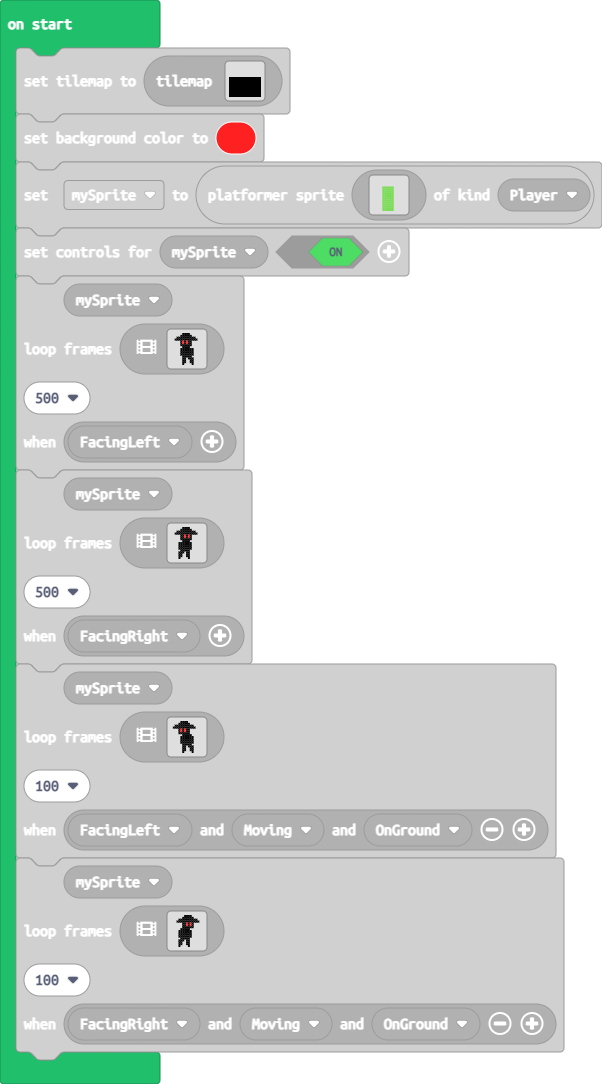 on start
set tilemap to tilemap
set background color to
set mySprite to platformer sprite of kind Player
set controls for mySprite ON
mySprite
loop frames
500
when FacingLeft
mySprite
loop frames
500
when FacingRight
mySprite
loop frames
100
when FacingLeft and Moving and OnGround
mySprite
loop frames
100
when FacingRight and Moving and OnGround